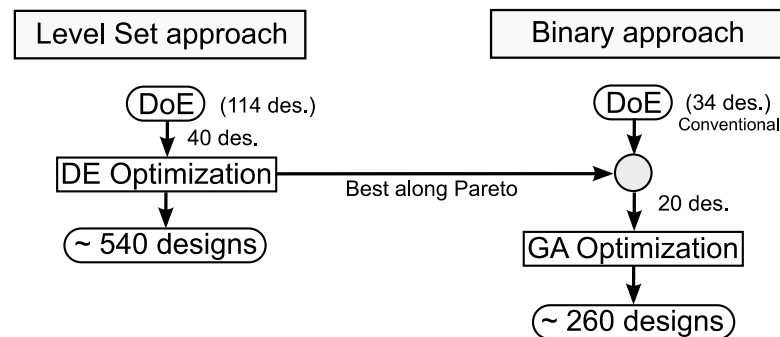 Level Set approach
DoE (114 des.)
40 des.
DE Optimization
~ 540 designs
Best along Pareto
Binary approach
DoE (34 des.)
Conventional
20 des.
GA Optimization
~ 260 designs